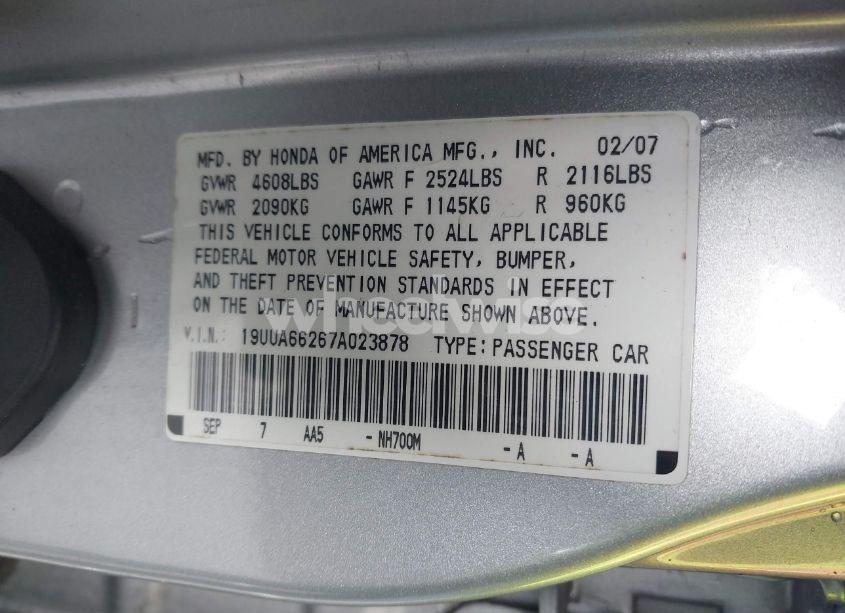 MFD. BY HONDA OF AMERICA MFG., INC. 02/07
GVWR 4608LBS GAWR F 2524LBS R 2116LBS
GVWR 2090KG GAWR F 1145KG R 960KG
THIS VEHICLE CONFORMS TO ALL APPLICABLE
FEDERAL MOTOR VEHICLE SAFETY, BUMPER,
AND THEFT PREVENTION STANDARDS IN EFFECT
ON THE DATE OF MANUFACTURE SHOWN ABOVE.
wheelwise
V.I.N.: 19UUA66267A023878 TYPE: PASSENGER CAR
SEP 7 AA5 - NH700M - A - A